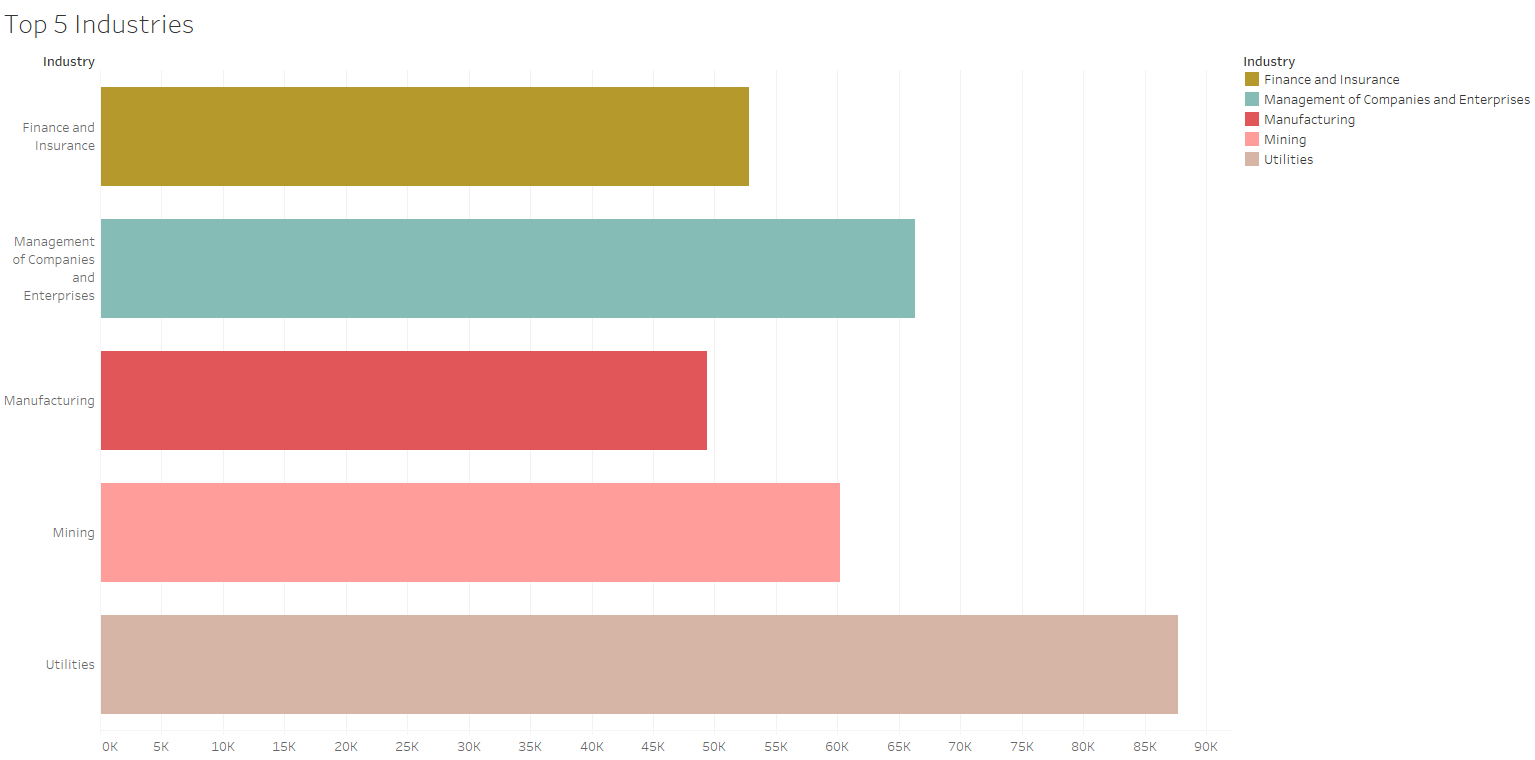 Top 5 Industries
Industry
Finance and
Insurance
Management
of Companies
and
Enterprises
Manufacturing
Mining
Utilities
0K 5K 10K 15K 20K 25K 30K 35K 40K 45K 50K 55K 60K 65K 70K 75K 80K 85K 90K
Industry
Finance and Insurance
Management of Companies and Enterprises
Manufacturing
Mining
Utilities